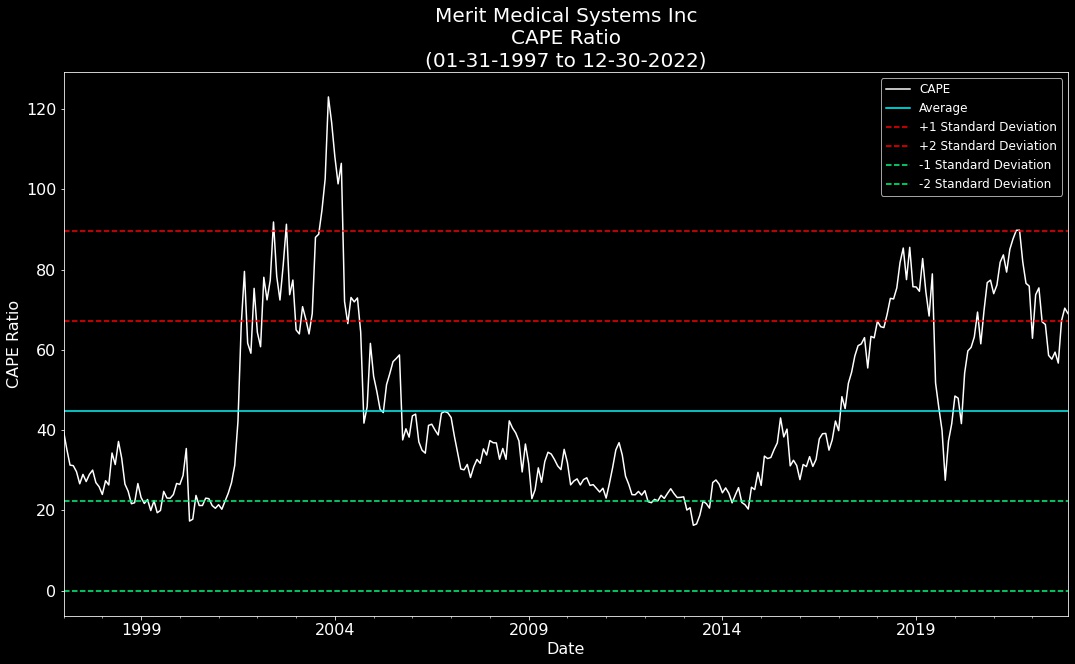 Merit Medical Systems Inc
CAPE Ratio
(01-31-1997 to 12-30-2022)
CAPE
Average
+1 Standard Deviation
+2 Standard Deviation
-1 Standard Deviation
-2 Standard Deviation
CAPE Ratio
120
100
80
60
40
20
0
1999
2004
2009
2014
2019
Date